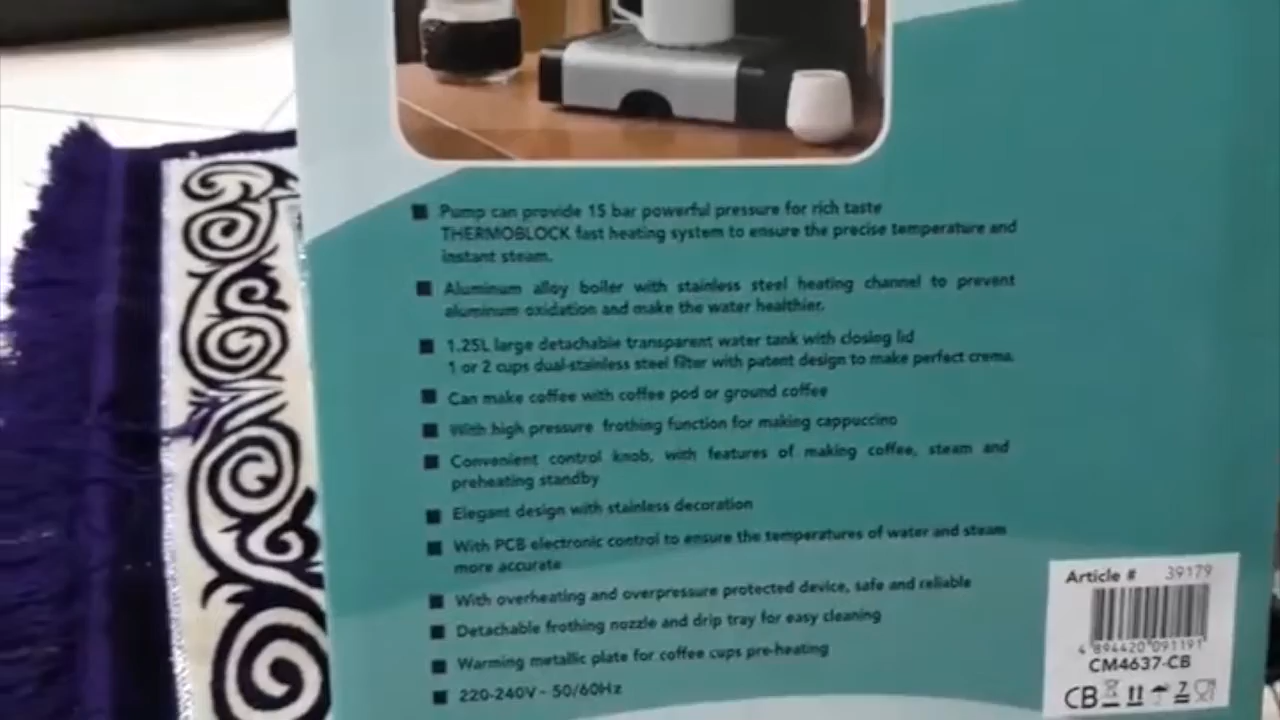 Pump can provide 15 bar powerful pressure for rich taste
THERMOBLOCK fast heating system to ensure the precise temperature and
instant steam.
Aluminum alloy boiler with stainless steel heating channel to prevent
aluminum oxidation and make the water healthier.
1.25L large detachable transparent water tank with closing lid
1 or 2 cups dual-stainless steel filter with patent design to make perfect crema.
Can make coffee with coffee pod or ground coffee
With high pressure frothing function for making cappuccino
Convenient control knob, with features of making coffee, steam and
preheating standby
Elegant design with stainless decoration
With PCB electronic control to ensure the temperatures of water and steam
more accurate
With overheating and overpressure protected device, safe and reliable
Detachable frothing nozzle and drip tray for easy cleaning
Warming metallic plate for coffee cups pre-heating
220-240V ~ 50/60Hz
Article # 39179
4 894420 091191
CM4637-CB
CB